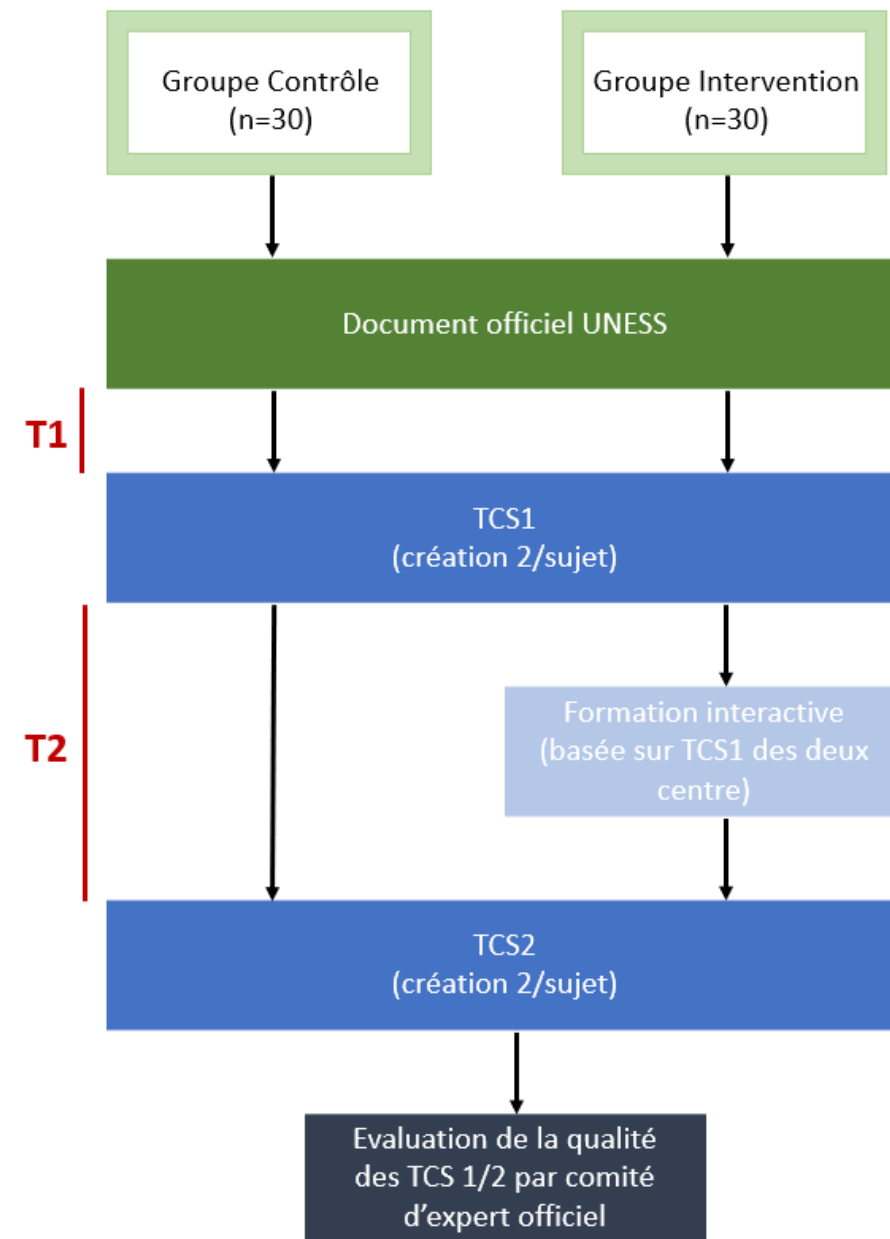 Groupe Contrôle
(n=30)
Groupe Intervention
(n=30)
Document officiel UNESS
T1
TCS1
(création 2/sujet)
T2
Formation interactive
(basée sur TCS1 des deux
centre)
TCS2
(création 2/sujet)
Evaluation de la qualité
des TCS 1/2 par comité
d'expert officiel